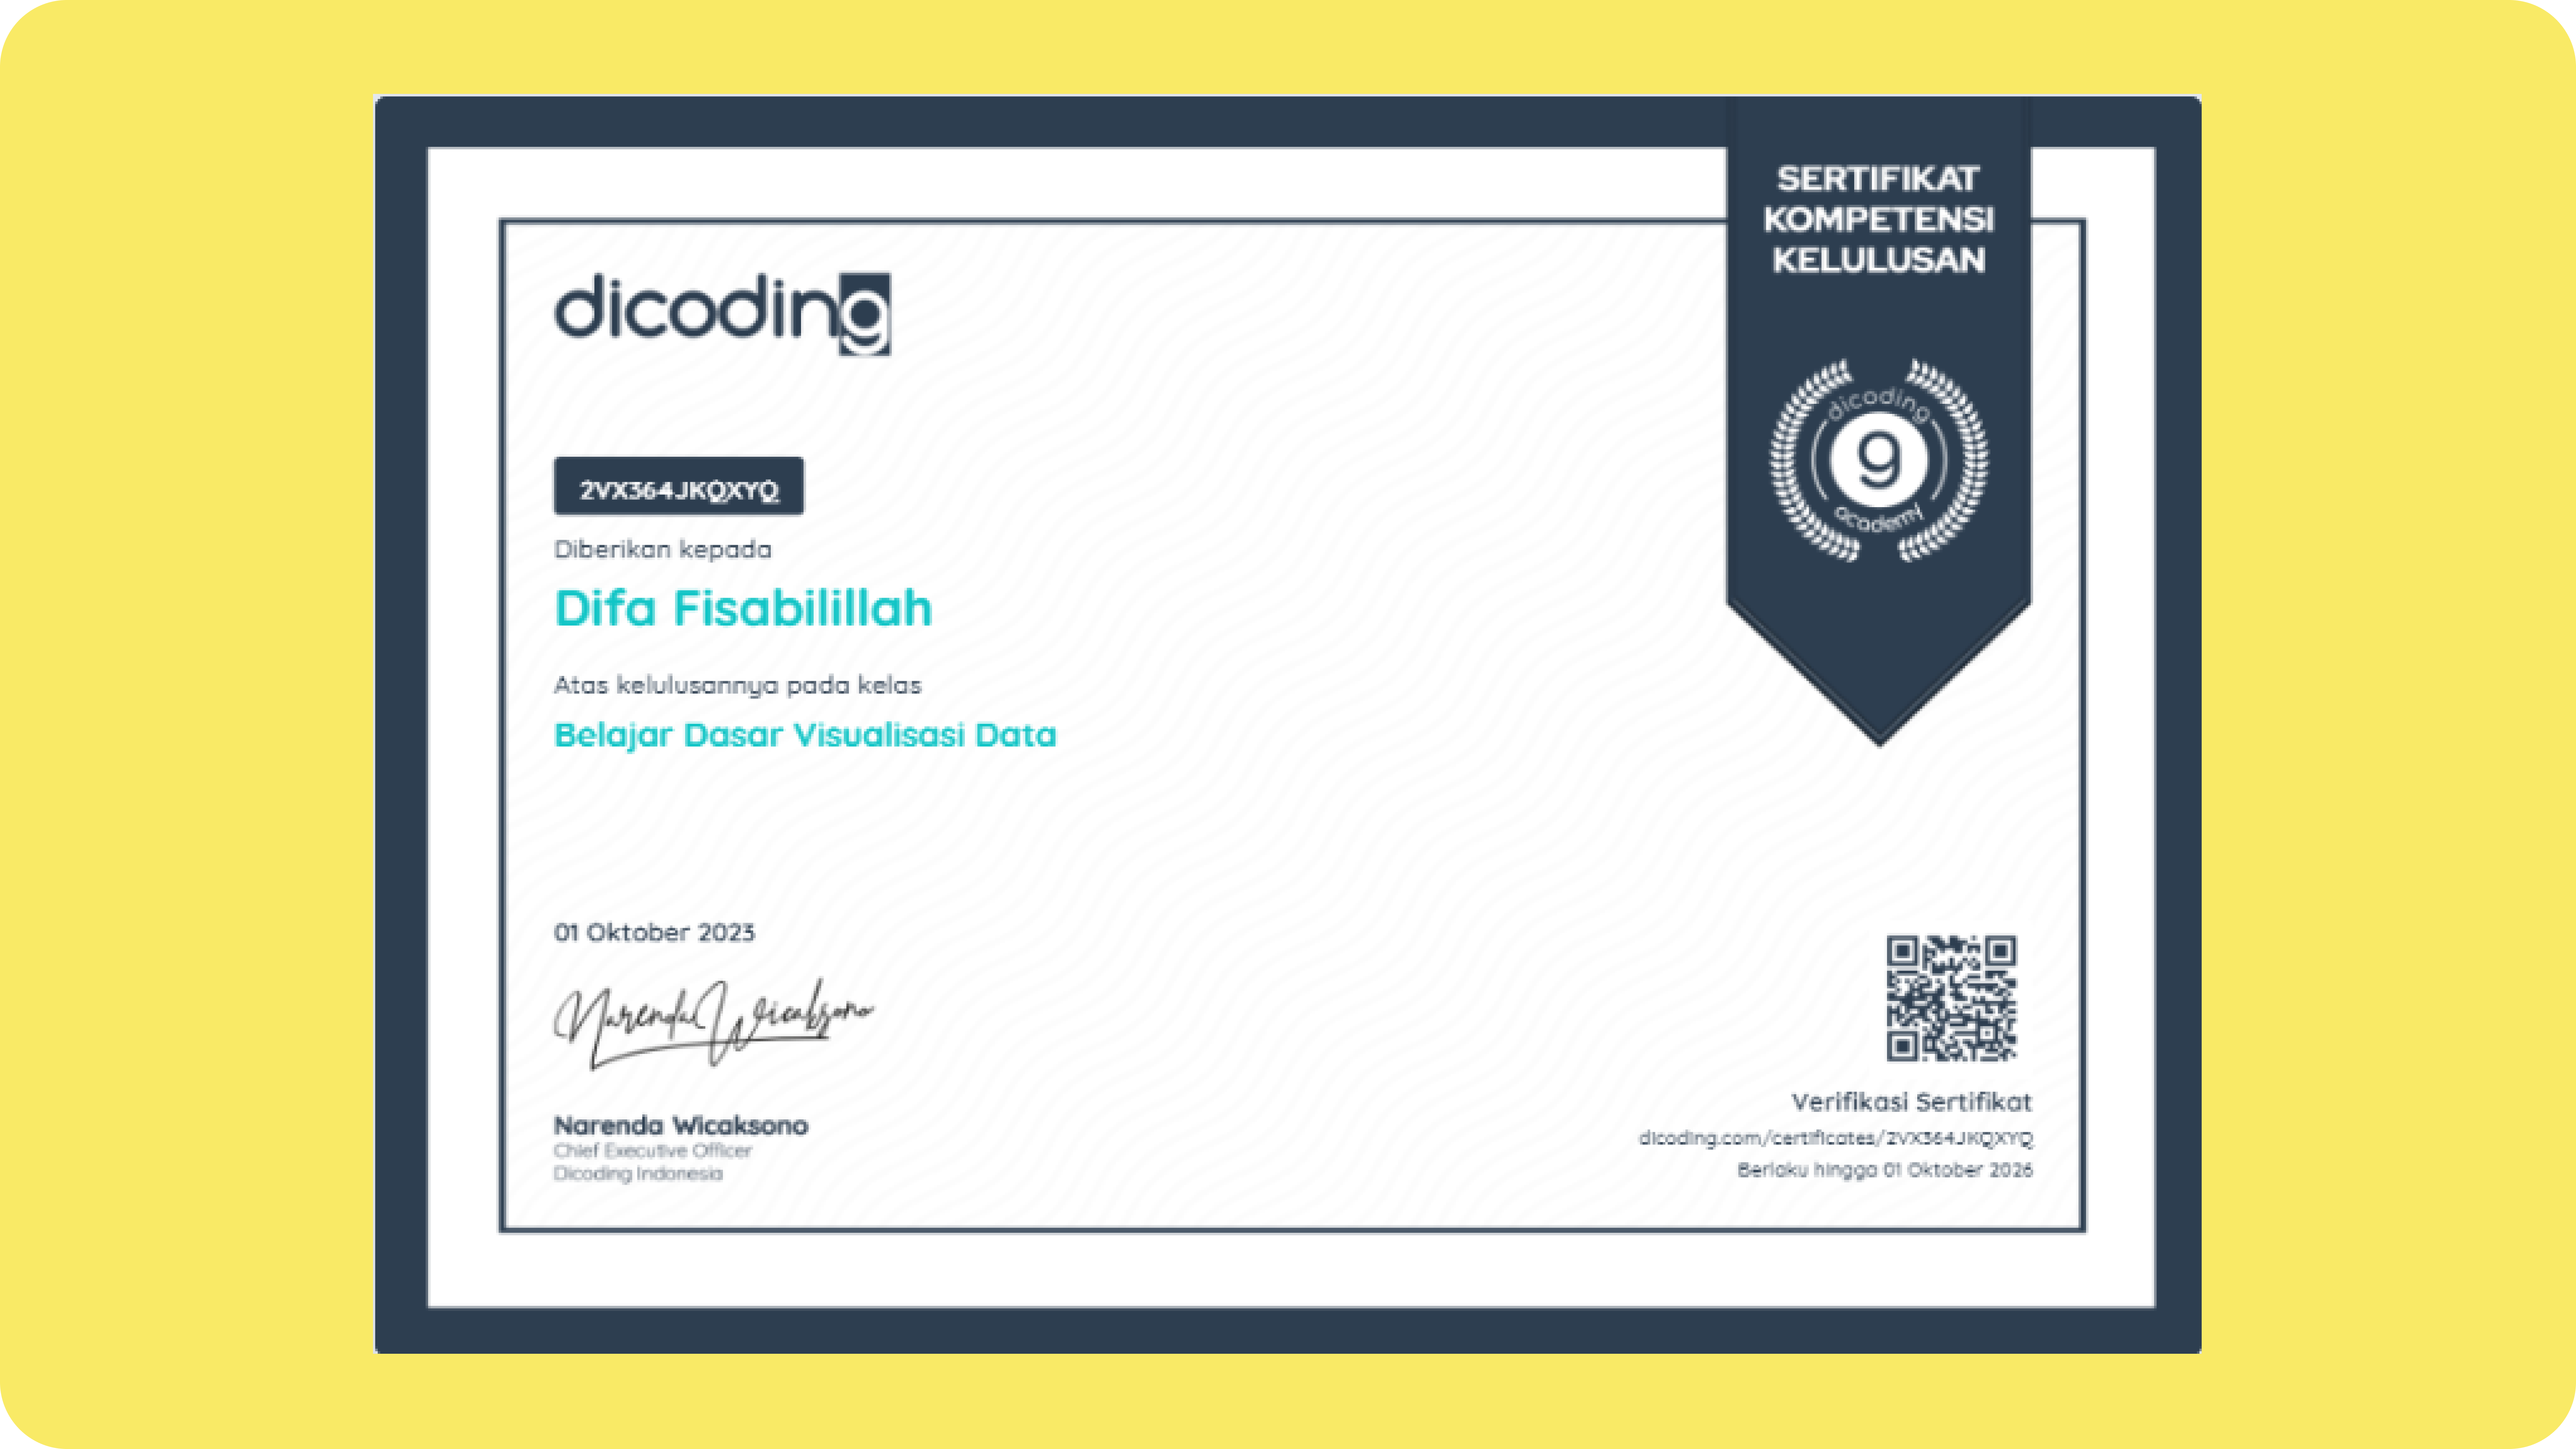 SERTIFIKAT
KOMPETENSI
KELULUSAN
dicoding
dicoding
9
academy
2VX364JKQXYQ
Diberikan kepada
Difa Fisabilillah
Atas kelulusannya pada kelas
Belajar Dasar Visualisasi Data
01 Oktober 2023
Narenda Wicaksono
Narenda Wicaksono
Chief Executive Officer
Dicoding Indonesia
Verifikasi Sertifikat
dicoding.com/certificates/2VX364JKQXYQ
Berlaku hingga 01 Oktober 2026